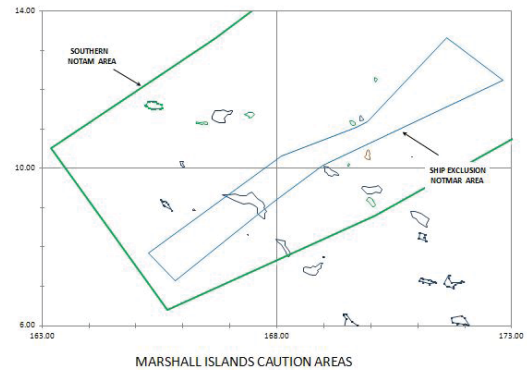 14.00
SOUTHERN
NOTAM AREA
10.00
SHIP EXCLUSION
NOTMAR AREA
6.00
163.00
168.00
173.00
MARSHALL ISLANDS CAUTION AREAS